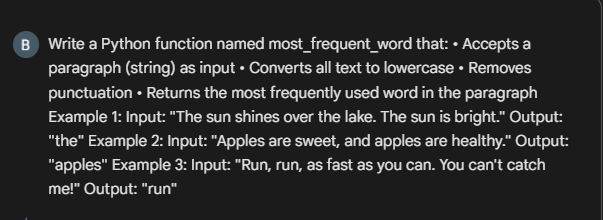 B
Write a Python function named most_frequent_word that: • Accepts a
paragraph (string) as input • Converts all text to lowercase • Removes
punctuation • Returns the most frequently used word in the paragraph
Example 1: Input: "The sun shines over the lake. The sun is bright." Output:
"the" Example 2: Input: "Apples are sweet, and apples are healthy." Output:
"apples" Example 3: Input: "Run, run, as fast as you can. You can't catch
me!" Output: "run"